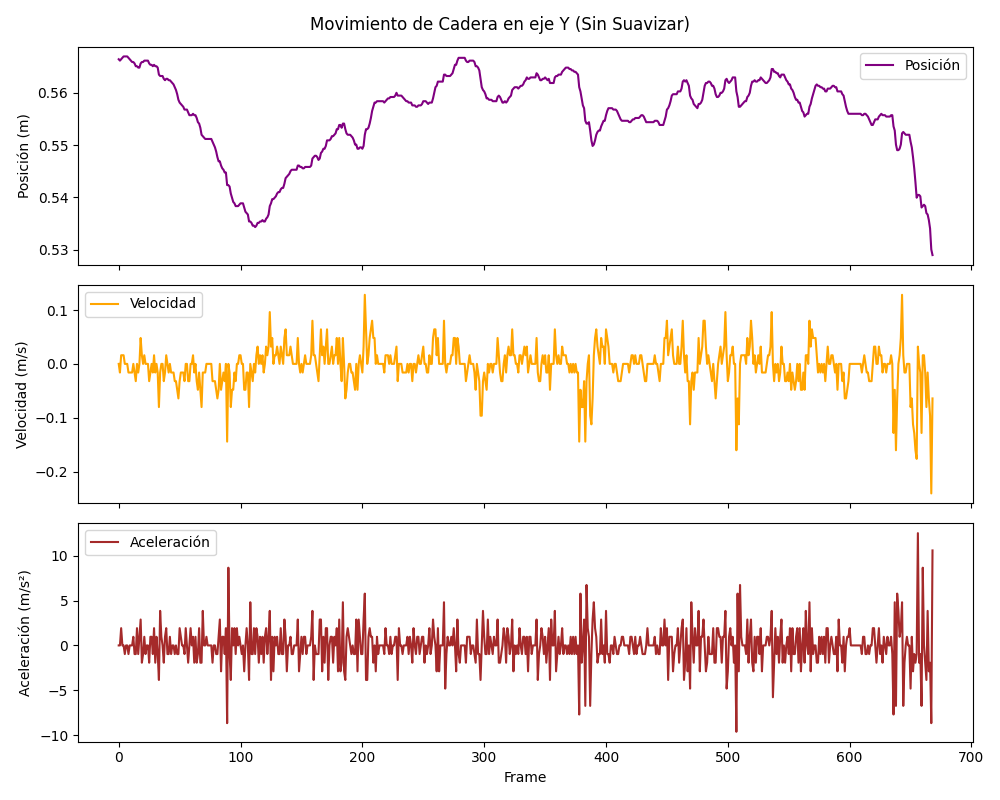 Movimiento de Cadera en eje Y (Sin Suavizar)
Posición (m)
0.56
0.55
0.54
0.53
Posición
Velocidad (m/s)
0.1
0.0
−0.1
−0.2
Velocidad
Aceleración (m/s²)
10
5
0
−5
−10
Aceleración
0 100 200 300 400 500 600 700
Frame